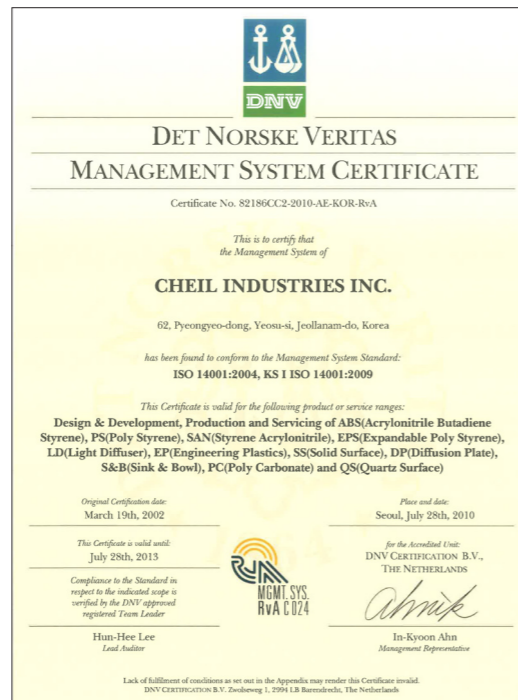 DNV
DET NORSKE VERITAS
MANAGEMENT SYSTEM CERTIFICATE
Certificate No. 82186CC2-2010-AE-KOR-RvA
This is to certify that
the Management System of
CHEIL INDUSTRIES INC.
62, Pyeongyeo-dong, Yeosu-si, Jeollanam-do, Korea
has been found to conform to the Management System Standard:
ISO 14001:2004, KS I ISO 14001:2009
This Certificate is valid for the following product or service ranges:
Design & Development, Production and Servicing of ABS(Acrylonitrile Butadiene
Styrene), PS(Poly Styrene), SAN(Styrene Acrylonitrile), EPS(Expandable Poly Styrene),
LD(Light Diffuser), EP(Engineering Plastics), SS(Solid Surface), DP(Diffusion Plate),
S&B(Sink & Bowl), PC(Poly Carbonate) and QS(Quartz Surface)
Original Certification date:
March 19th, 2002
This Certificate is valid until:
July 28th, 2013
Compliance to the Standard in
respect to the indicated scope is
verified by the DNV approved
registered Team Leader
Hun-Hee Lee
Lead Auditor
RVA
MGMT. SYS.
RvA C 024
Place and date:
Seoul, July 28th, 2010
for the Accredited Unit:
DNV CERTIFICATION B.V.,
THE NETHERLANDS
In-Kyoon Ahn
Management Representative
Lack of fulfilment of conditions as set out in the Appendix may render this Certificate invalid.
DNV CERTIFICATION B.V. Zwolseweg 1, 2994 LB Barendrecht, The Netherlands